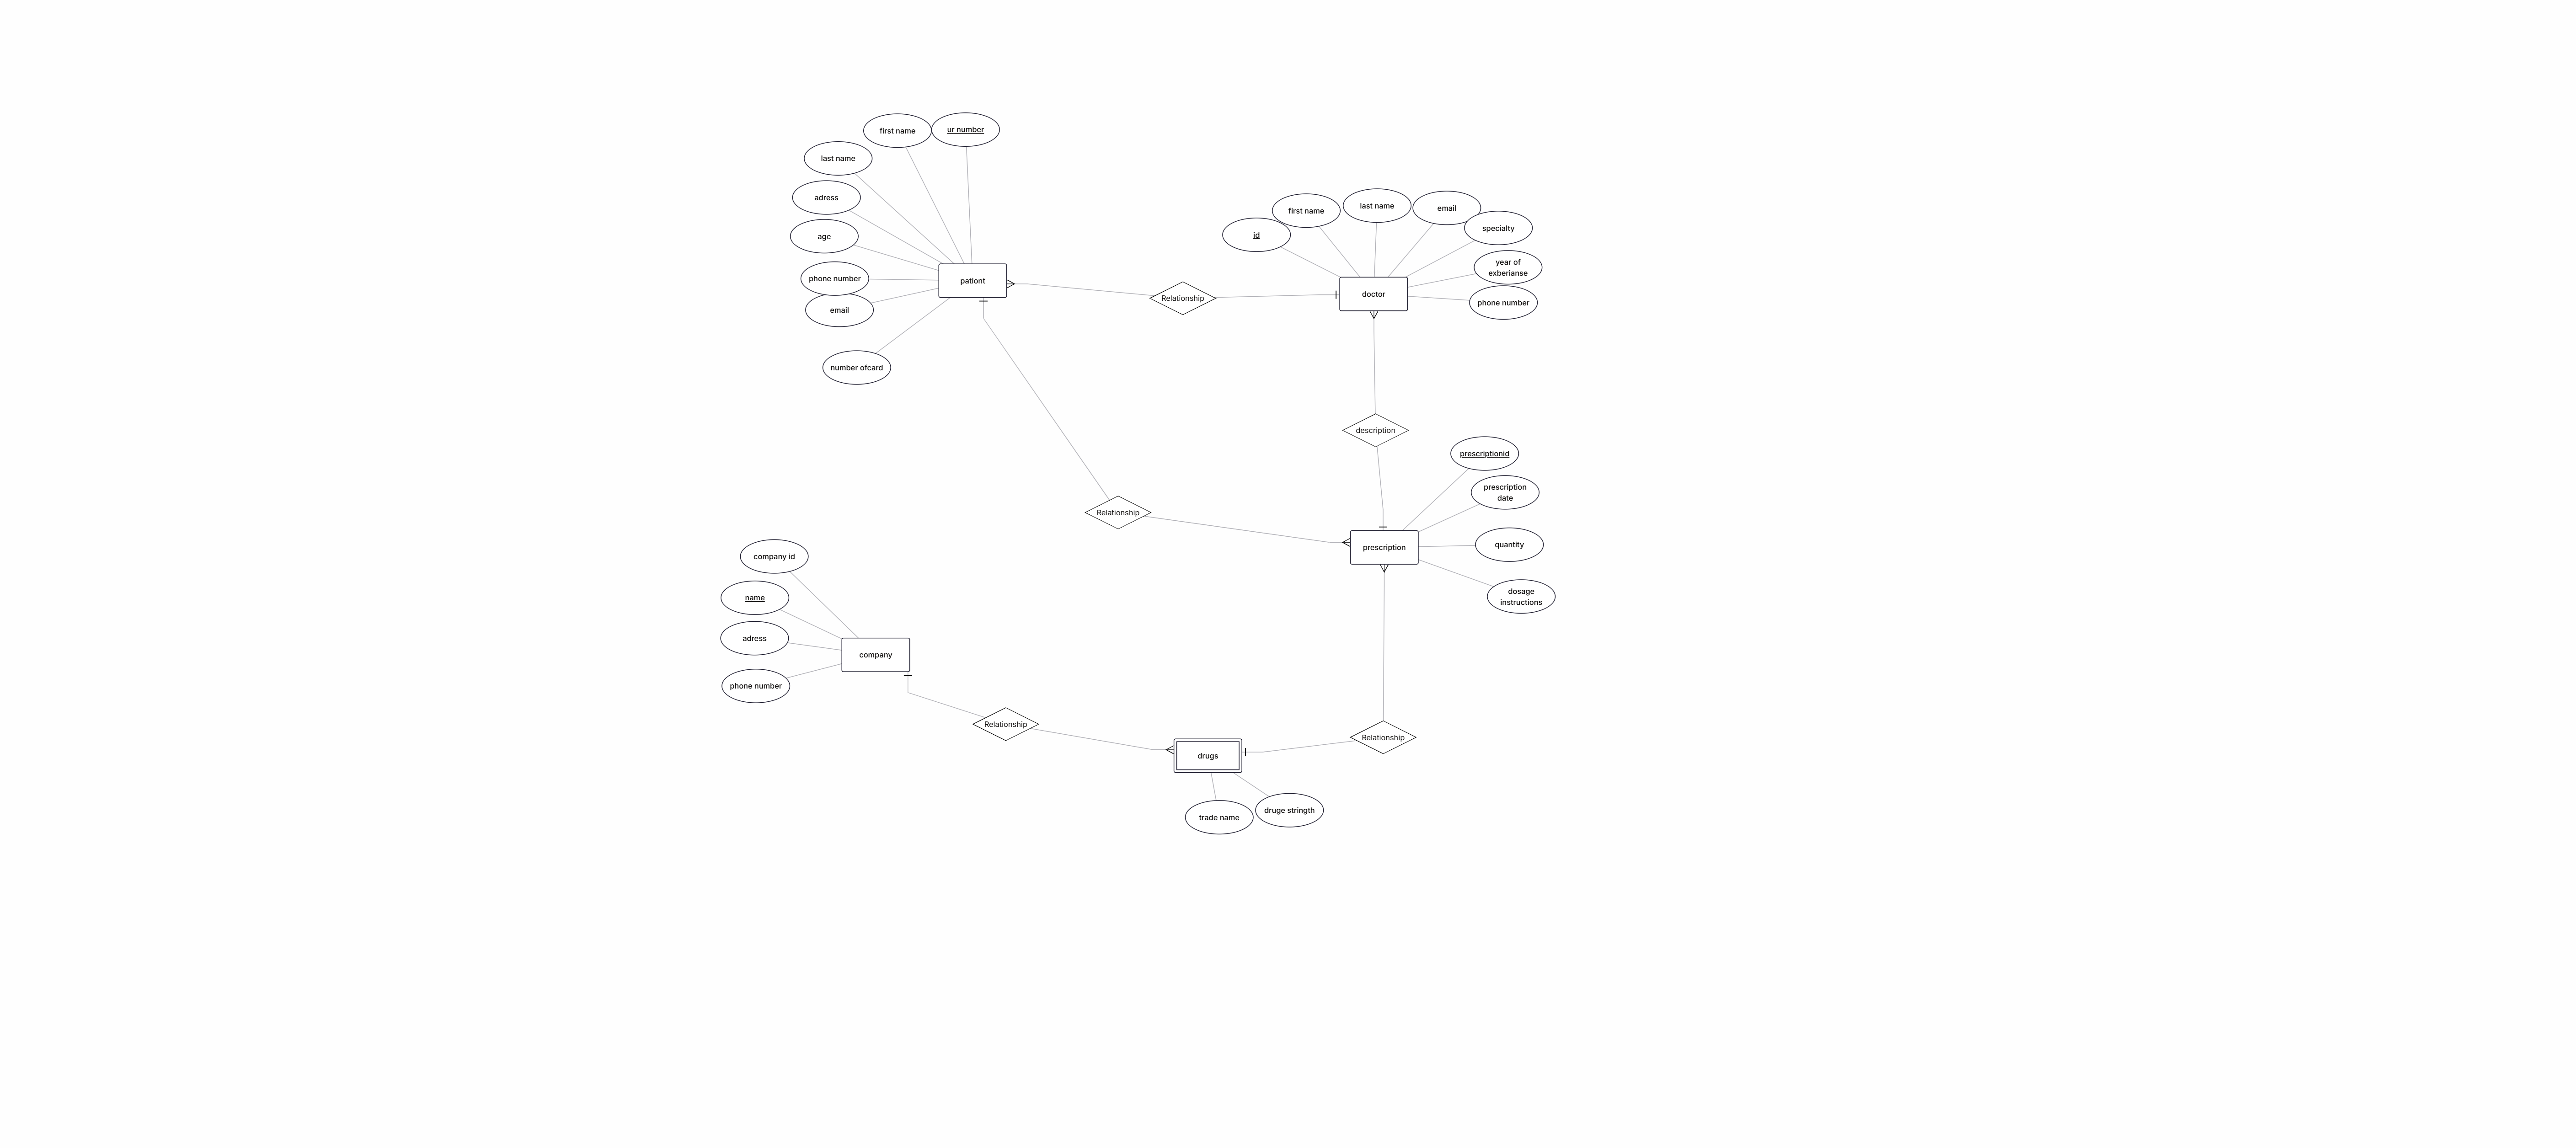 first name
ur number
last name
adress
age
phone number
email
number ofcard
pationt
Relationship
id
first name
last name
email
specialty
year of
exberianse
phone number
doctor
description
prescriptionid
prescription
date
quantity
dosage
instructions
prescription
Relationship
company id
name
adress
phone number
company
Relationship
drugs
Relationship
trade name
druge stringth